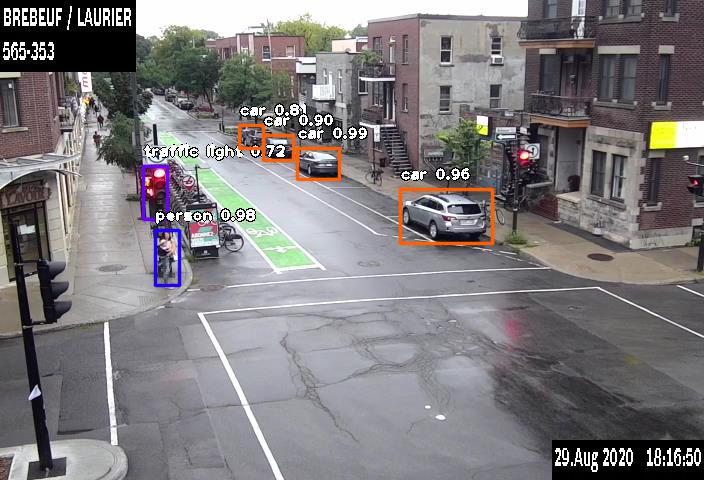 BREBEUF / LAURIER
565-353
car 0.81
car 0.90
car 0.99
traffic light 0.72
car 0.96
person 0.98
29.Aug 2020 18:16:50